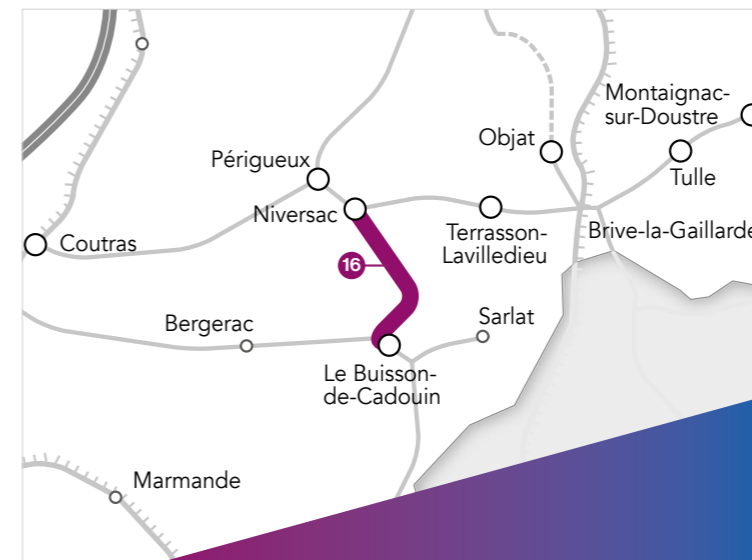 Montaignac-
sur-Doustre
Objat
Périgueux
Tulle
Niversac
Terrasson-
Lavilledieu
Brive-la-Gaillarde
Coutras
16
Bergerac
Sarlat
Le Buisson-
de-Cadouin
Marmande